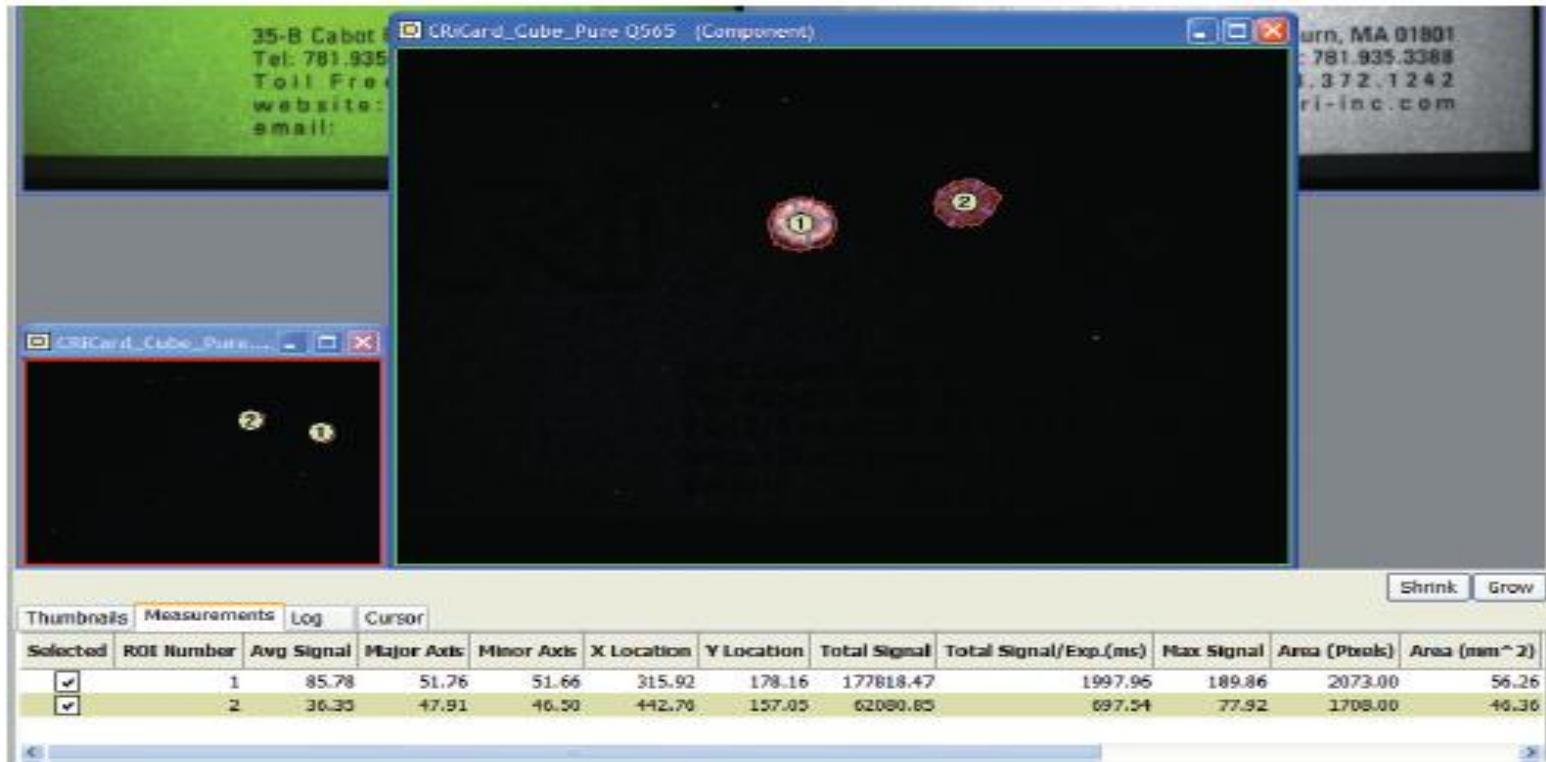 35-B Cabot
Tel: 781.935
Toll Free
website:
email:
CRiCard_Cube_Pure Q565 (Component)
urn, MA 01801
: 781.935.3388
.372.1242
ri-inc.com
1
2
CRiCard_Cube_Pure....
2
1
Shrink Grow
Thumbnails Measurements Log Cursor
Selected ROI Number Avg Signal Major Axis Minor Axis X Location Y Location Total Signal Total Signal/Exp.(ms) Max Signal Area (Pixels) Area (mm^2)
1 85.78 51.76 51.66 315.92 178.16 177818.47 1997.96 189.86 2073.00 56.26
2 36.35 47.91 46.50 442.76 157.05 62080.85 697.54 77.92 1708.00 46.36